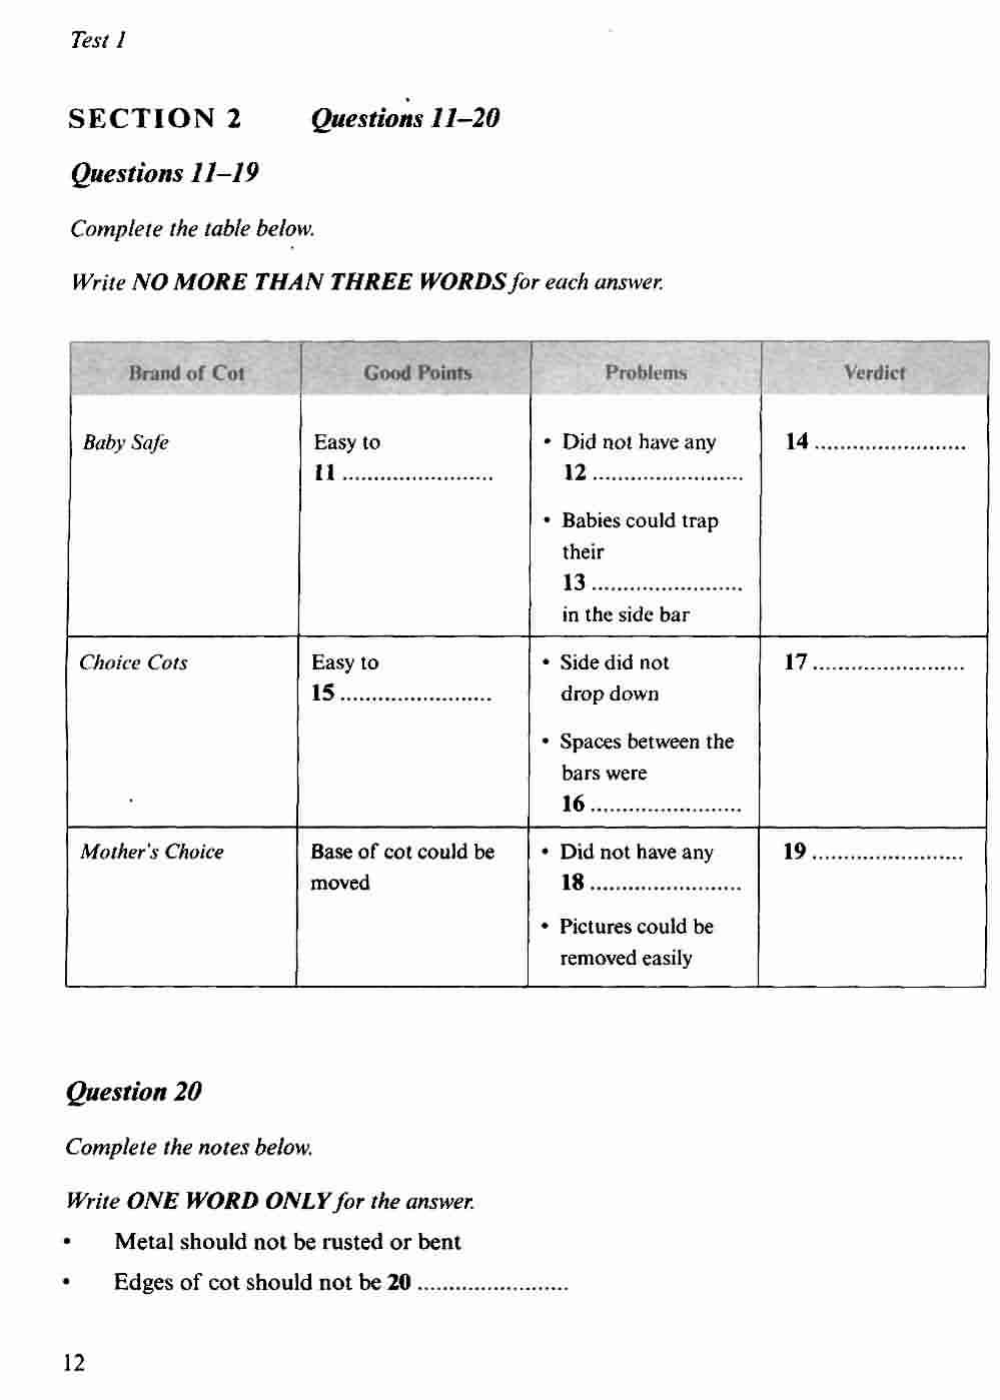 Test 1
SECTION 2 Questions 11–20
Questions 11–19
Complete the table below.
Write NO MORE THAN THREE WORDS for each answer.
Brand of Cot Good Points Problems Verdict
Baby Safe
Easy to
11 ........................
• Did not have any
12 ........................
• Babies could trap
their
13 ........................
in the side bar
14 ........................
Choice Cots
Easy to
15 ........................
• Side did not
drop down
• Spaces between the
bars were
16 ........................
17 ........................
Mother's Choice
Base of cot could be
moved
• Did not have any
18 ........................
• Pictures could be
removed easily
19 ........................
Question 20
Complete the notes below.
Write ONE WORD ONLY for the answer.
• Metal should not be rusted or bent
• Edges of cot should not be 20 ........................
12